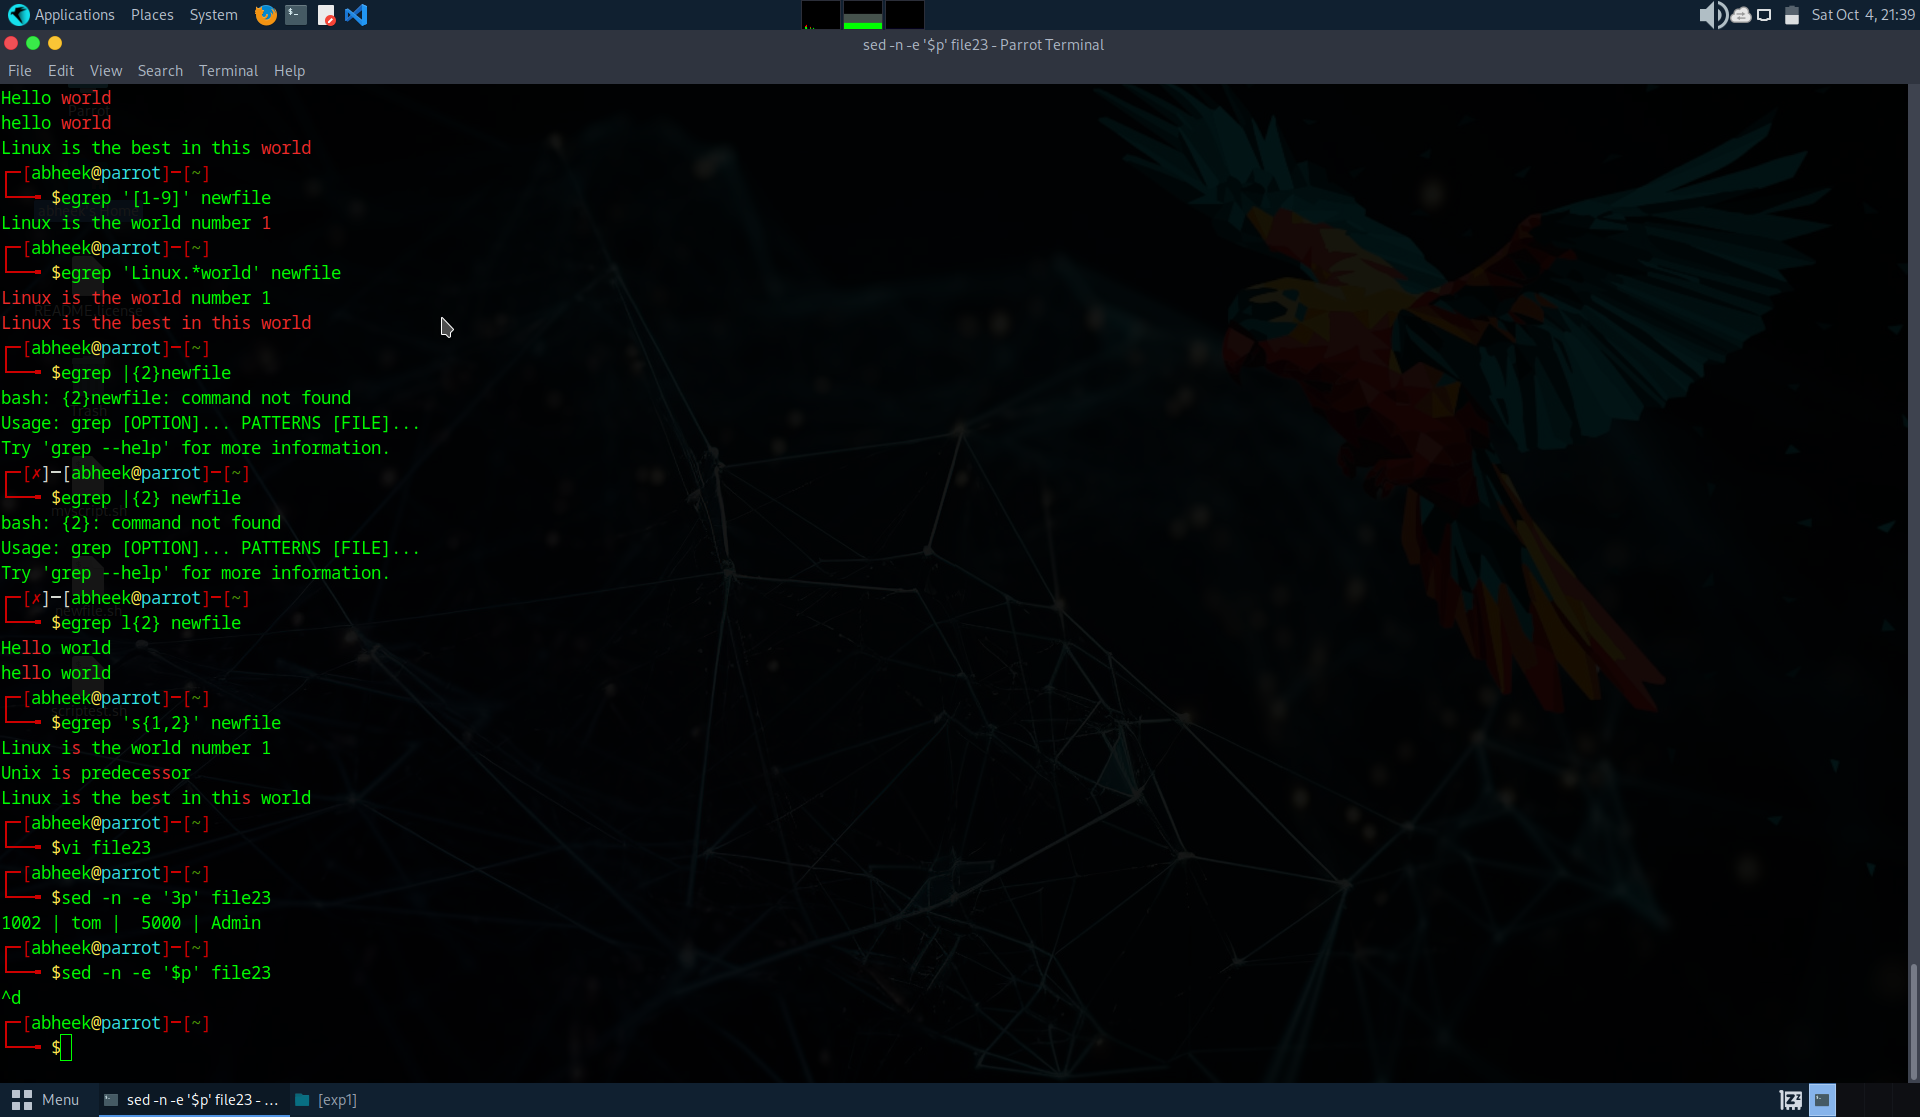 Applications Places System
Sat Oct 4, 21:39
sed -n -e '$p' file23 - Parrot Terminal
File Edit View Search Terminal Help
Hello world
hello world
Linux is the best in this world
[abheek@parrot]─[~]
$egrep '[1-9]' newfile
Linux is the world number 1
[abheek@parrot]─[~]
$egrep 'Linux.*world' newfile
Linux is the world number 1
README.license
Linux is the best in this world
[abheek@parrot]─[~]
$egrep |{2}newfile
bash: {2}newfile: command not found
Trash
Usage: grep [OPTION]... PATTERNS [FILE]...
Try 'grep --help' for more information.
[✗]─[abheek@parrot]─[~]
$egrep |{2} newfile
myscript.sh
bash: {2}: command not found
Usage: grep [OPTION]... PATTERNS [FILE]...
Try 'grep --help' for more information.
[✗]─[abheek@parrot]─[~]
newfile.sh
$egrep l{2} newfile
Hello world
hello world
[abheek@parrot]─[~]
$egrep 's{1,2}' newfile
Linux is the world number 1
Unix is predecessor
Linux is the best in this world
[abheek@parrot]─[~]
$vi file23
[abheek@parrot]─[~]
$sed -n -e '3p' file23
1002 | tom |  5000 | Admin
[abheek@parrot]─[~]
$sed -n -e '$p' file23
^d
[abheek@parrot]─[~]
$
Menu sed -n -e '$p' file23 - ... [exp1]